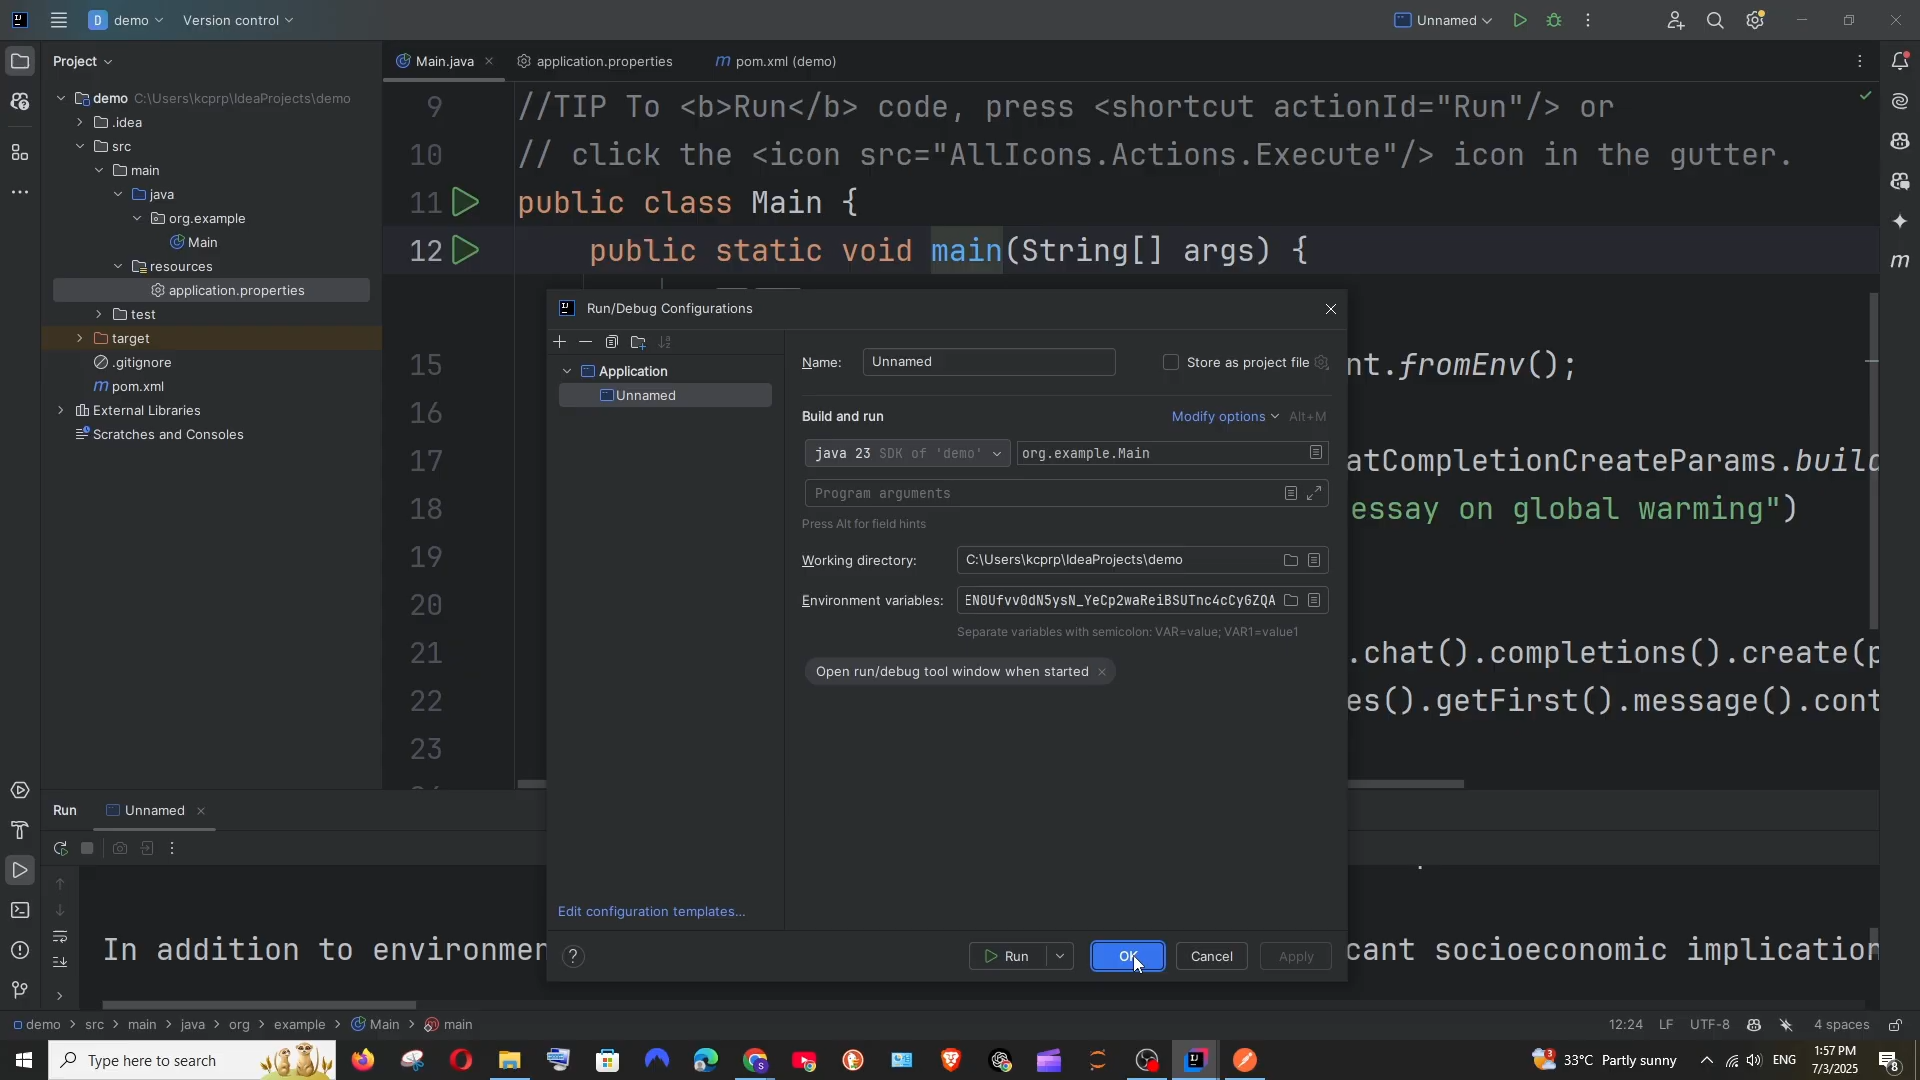 demo
Version control
Unnamed
Project
Main.java
application.properties
pom.xml (demo)
demo C:\Users\kcprp\IdeaProjects\demo
.idea
src
main
java
org.example
Main
resources
application.properties
test
target
.gitignore
pom.xml
External Libraries
Scratches and Consoles
9 //TIP To <b>Run</b> code, press <shortcut actionId="Run"/> or
10 // click the <icon src="AllIcons.Actions.Execute"/> icon in the gutter.
11 public class Main {
12 public static void main(String[] args) {
15 nt.fromEnv();
16
17 atCompletionCreateParams.build
18 essay on global warming")
19
20
21 .chat().completions().create(p
22 es().getFirst().message().cont
23
Run/Debug Configurations
Application
Unnamed
Name: Unnamed
Store as project file
Build and run
Modify options Alt+M
java 23 SDK of 'demo'
org.example.Main
Program arguments
Press Alt for field hints
Working directory: C:\Users\kcprp\IdeaProjects\demo
Environment variables: EN0Ufvv0dN5ysN_YeCp2waReiBSUTnc4cCyGZQA
Separate variables with semicolon: VAR=value; VAR1=value1
Open run/debug tool window when started
Edit configuration templates...
? Run OK Cancel Apply
Run Unnamed
In addition to environmen
cant socioeconomic implication
demo > src > main > java > org > example > Main > main
12:24 LF UTF-8 4 spaces
Type here to search
33°C Partly sunny
ENG
1:57 PM
7/3/2025